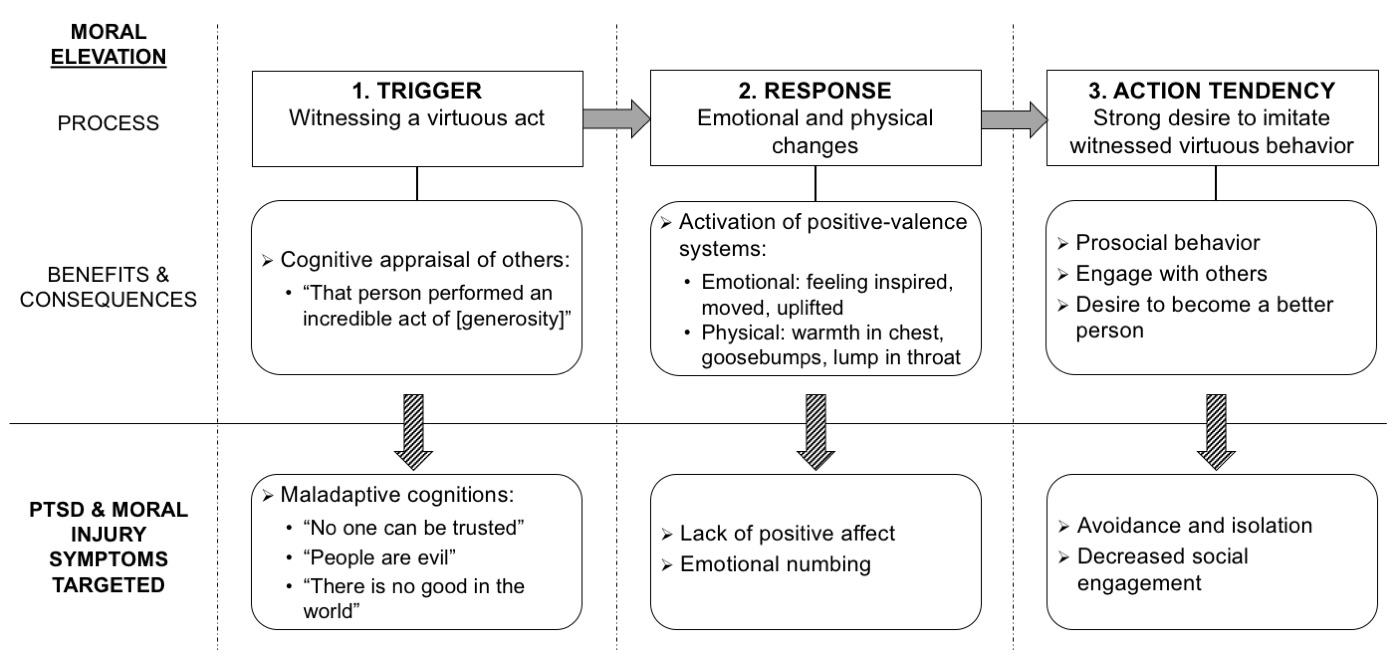 MORAL
ELEVATION
PROCESS
1. TRIGGER
Witnessing a virtuous act
2. RESPONSE
Emotional and physical
changes
3. ACTION TENDENCY
Strong desire to imitate
witnessed virtuous behavior
BENEFITS &
CONSEQUENCES
➢ Cognitive appraisal of others:
• “That person performed an
incredible act of [generosity]”
➢ Activation of positive-valence
systems:
• Emotional: feeling inspired,
moved, uplifted
• Physical: warmth in chest,
goosebumps, lump in throat
➢ Prosocial behavior
➢ Engage with others
➢ Desire to become a better
person
PTSD & MORAL
INJURY
SYMPTOMS
TARGETED
➢ Maladaptive cognitions:
• “No one can be trusted”
• “People are evil”
• “There is no good in the
world”
➢ Lack of positive affect
➢ Emotional numbing
➢ Avoidance and isolation
➢ Decreased social
engagement